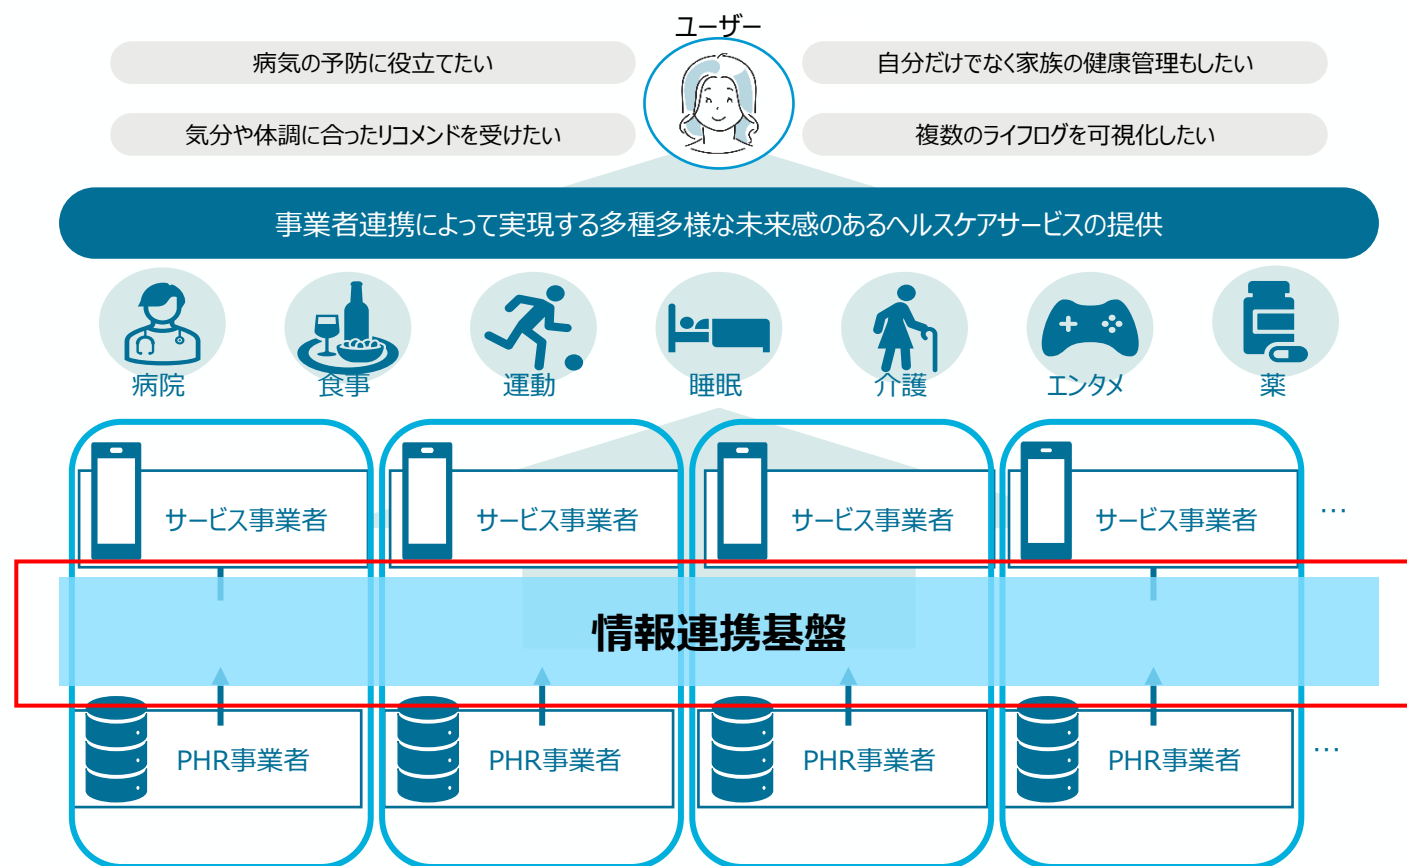 ユーザー
病気の予防に役立てたい
自分だけでなく家族の健康管理もしたい
気分や体調に合ったリコメンドを受けたい
複数のライフログを可視化したい
事業者連携によって実現する多種多様な未来感のあるヘルスケアサービスの提供
病院
食事
運動
睡眠
介護
エンタメ
薬
サービス事業者
サービス事業者
サービス事業者
サービス事業者
…
情報連携基盤
PHR事業者
PHR事業者
PHR事業者
PHR事業者
…